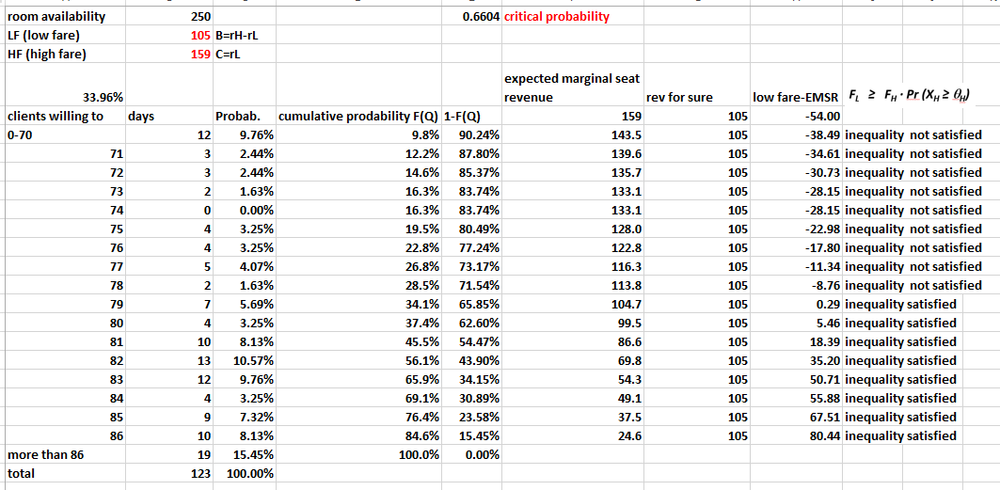 room availability 250 0.6604 critical probability
LF (low fare) 105 B=rH-rL
HF (high fare) 159 C=rL
expected marginal seat
33.96% revenue rev for sure low fare-EMSR F_L ≥ F_H · Pr(X_H ≥ θ_H)
clients willing to days Probab. cumulative prodability F(Q) 1-F(Q) 159 105 -54.00
0-70 12 9.76% 9.8% 90.24% 143.5 105 -38.49 inequality not satisfied
71 3 2.44% 12.2% 87.80% 139.6 105 -34.61 inequality not satisfied
72 3 2.44% 14.6% 85.37% 135.7 105 -30.73 inequality not satisfied
73 2 1.63% 16.3% 83.74% 133.1 105 -28.15 inequality not satisfied
74 0 0.00% 16.3% 83.74% 133.1 105 -28.15 inequality not satisfied
75 4 3.25% 19.5% 80.49% 128.0 105 -22.98 inequality not satisfied
76 4 3.25% 22.8% 77.24% 122.8 105 -17.80 inequality not satisfied
77 5 4.07% 26.8% 73.17% 116.3 105 -11.34 inequality not satisfied
78 2 1.63% 28.5% 71.54% 113.8 105 -8.76 inequality not satisfied
79 7 5.69% 34.1% 65.85% 104.7 105 0.29 inequality satisfied
80 4 3.25% 37.4% 62.60% 99.5 105 5.46 inequality satisfied
81 10 8.13% 45.5% 54.47% 86.6 105 18.39 inequality satisfied
82 13 10.57% 56.1% 43.90% 69.8 105 35.20 inequality satisfied
83 12 9.76% 65.9% 34.15% 54.3 105 50.71 inequality satisfied
84 4 3.25% 69.1% 30.89% 49.1 105 55.88 inequality satisfied
85 9 7.32% 76.4% 23.58% 37.5 105 67.51 inequality satisfied
86 10 8.13% 84.6% 15.45% 24.6 105 80.44 inequality satisfied
more than 86 19 15.45% 100.0% 0.00%
total 123 100.00%